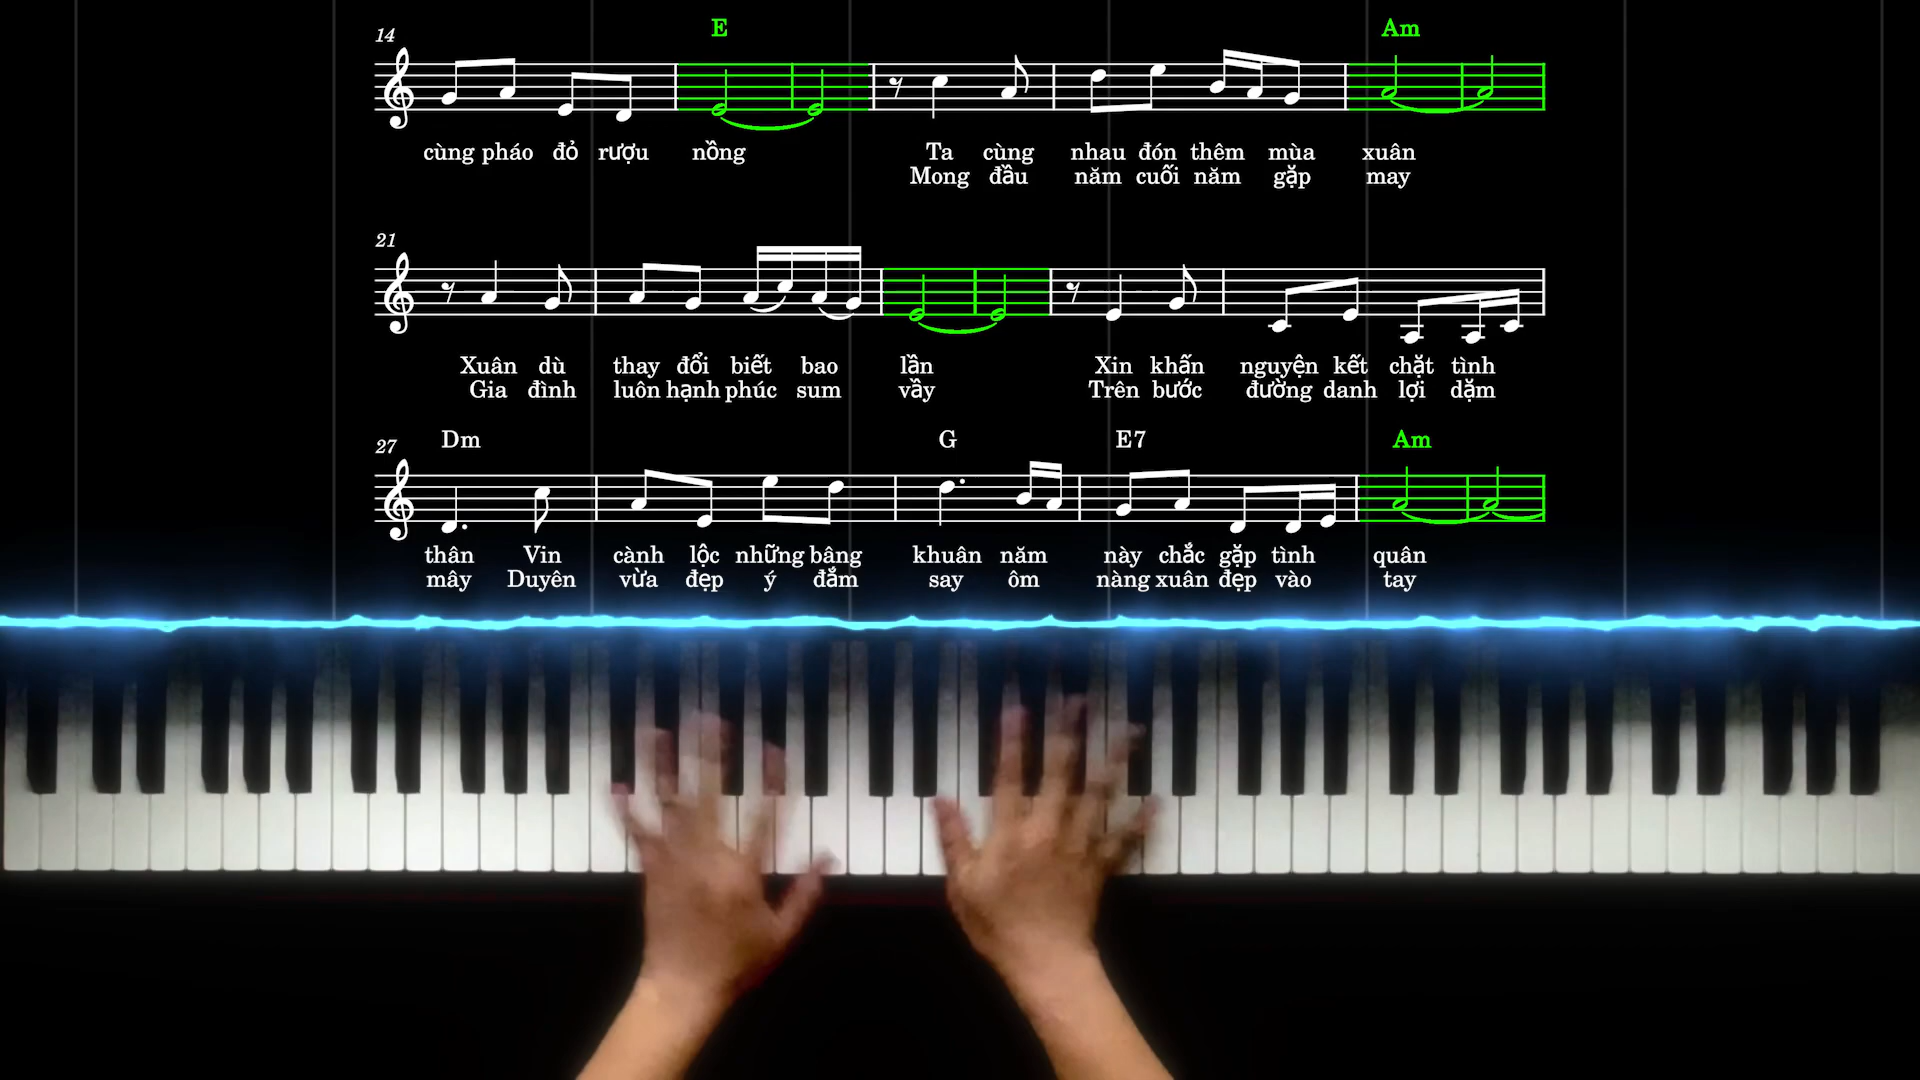 14 E Am
cùng pháo đỏ rượu nồng Ta cùng nhau đón thêm mùa xuân
Mong đầu năm cuối năm gặp may
21
Xuân dù thay đổi biết bao lần Xin khấn nguyện kết chặt tình
Gia đình luôn hạnh phúc sum vầy Trên bước đường danh lợi dặm
27 Dm G E7 Am
thân Vin cành lộc những bâng khuân năm này chắc gặp tình quân
mây Duyên vừa đẹp ý đắm say ôm nàng xuân đẹp vào tay